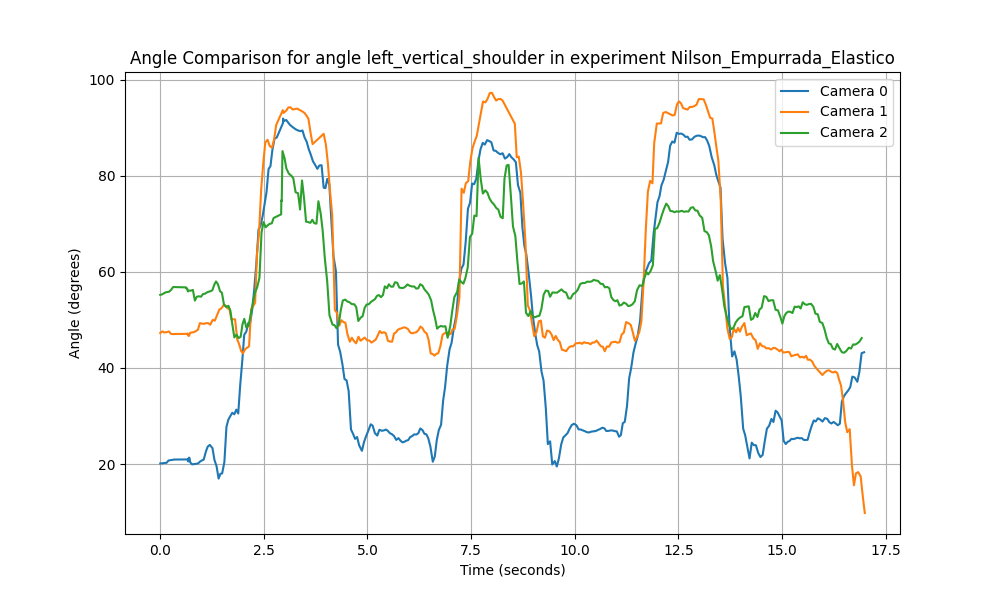 Angle Comparison for angle left_vertical_shoulder in experiment Nilson_Empurrada_Elastico
Camera 0
Camera 1
Camera 2
Angle (degrees)
100
80
60
40
20
0.0 2.5 5.0 7.5 10.0 12.5 15.0 17.5
Time (seconds)